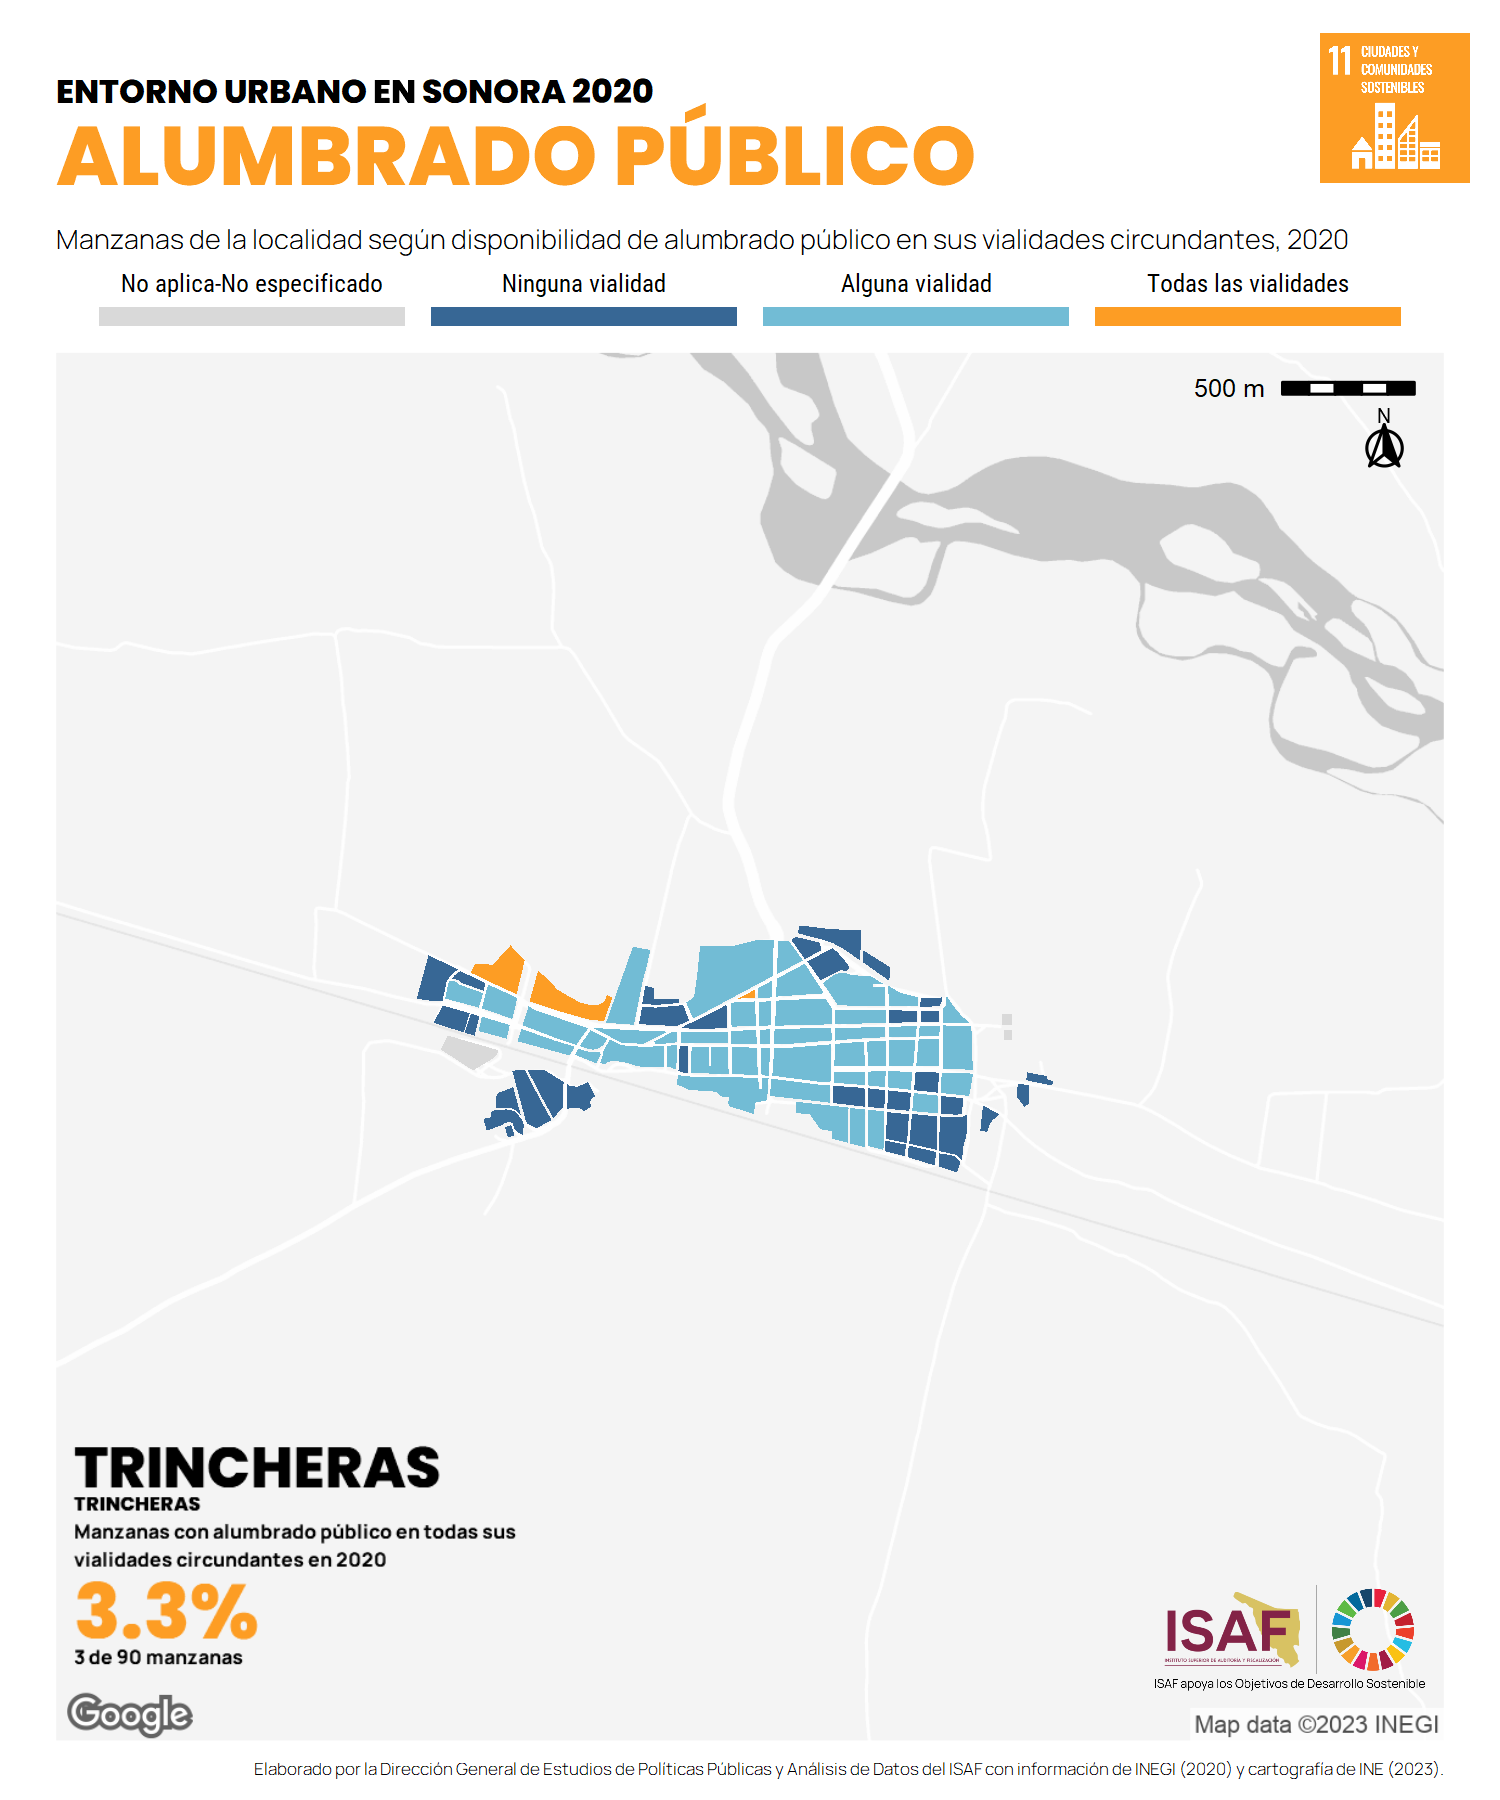 11 CIUDADES Y
COMUNIDADES
SOSTENIBLES
ENTORNO URBANO EN SONORA 2020
ALUMBRADO PÚBLICO
Manzanas de la localidad según disponibilidad de alumbrado público en sus vialidades circundantes, 2020
No aplica-No especificado Ninguna vialidad Alguna vialidad Todas las vialidades
500 m
N
TRINCHERAS
TRINCHERAS
Manzanas con alumbrado público en todas sus
vialidades circundantes en 2020
3.3%
3 de 90 manzanas
ISAF
INSTITUTO SUPERIOR DE AUDITORÍA Y FISCALIZACIÓN
ISAF apoya los Objetivos de Desarrollo Sostenible
Google
Map data ©2023 INEGI
Elaborado por la Dirección General de Estudios de Políticas Públicas y Análisis de Datos del ISAF con información de INEGI (2020) y cartografía de INE (2023).